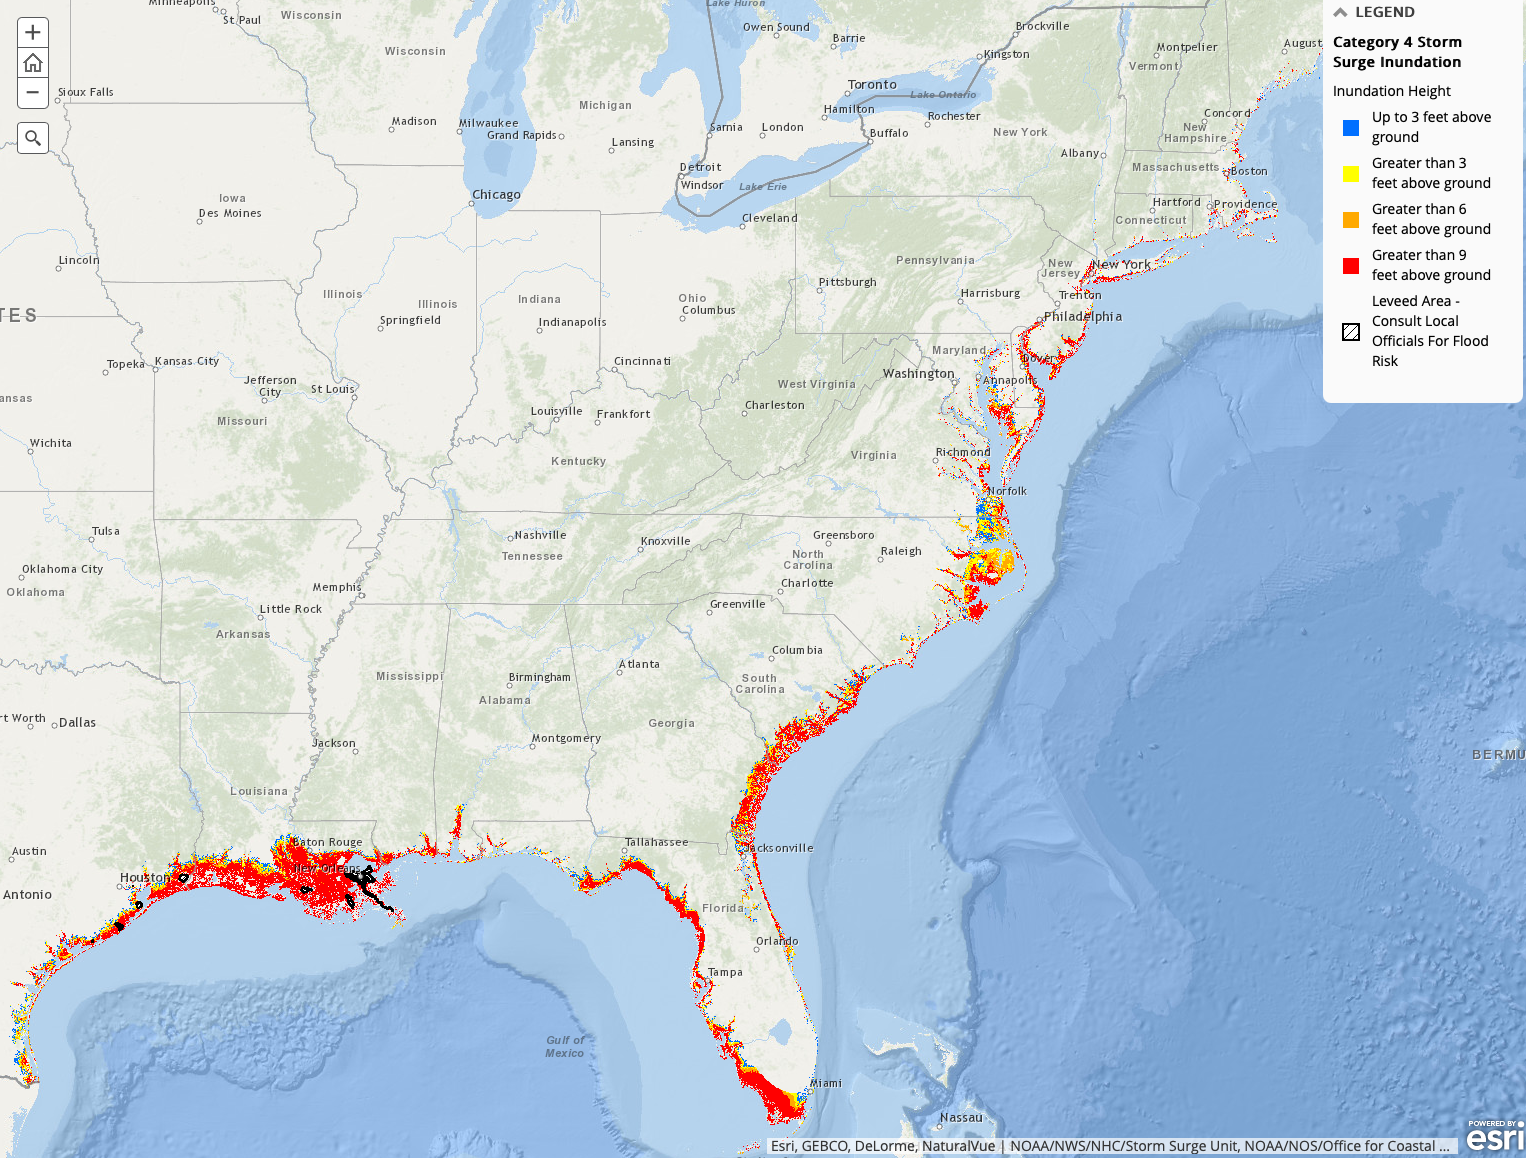 +
−
LEGEND
Category 4 Storm
Surge Inundation
Inundation Height
Up to 3 feet above
ground
Greater than 3
feet above ground
Greater than 6
feet above ground
Greater than 9
feet above ground
Leveed Area -
Consult Local
Officials For Flood
Risk
Minneapolis
St Paul
Wisconsin
Wisconsin
Lake Huron
Owen Sound
Barrie
Brockville
Kingston
Montpelier
Vermont
August
Sioux Falls
Michigan
Toronto
Lake Ontario
Hamilton
Rochester
Madison
Milwaukee
Grand Rapids
Lansing
Sarnia
London
Buffalo
New York
Concord
New
Hampshire
Albany
Massachusetts
Boston
Detroit
Windsor
Lake Erie
Chicago
Iowa
Des Moines
Cleveland
Hartford
Providence
Connecticut
Lincoln
Pennsylvania
New
Jersey
New York
Pittsburgh
Harrisburg
Trenton
Philadelphia
TES
Illinois
Illinois
Springfield
Indiana
Indianapolis
Ohio
Columbus
Maryland
Dover
Washington
Annapolis
Topeka
Kansas City
Jefferson
City
St Louis
Cincinnati
West Virginia
Charleston
ansas
Missouri
Louisville
Frankfort
Wichita
Kentucky
Virginia
Richmond
Norfolk
Tulsa
Nashville
Tennessee
Knoxville
Greensboro
Raleigh
North
Carolina
Charlotte
Oklahoma City
Oklahoma
Memphis
Little Rock
Arkansas
Greenville
Columbia
South
Carolina
Atlanta
Birmingham
Alabama
Mississippi
Georgia
rt Worth
Dallas
Jackson
Montgomery
Louisiana
BERMU
Austin
Baton Rouge
Tallahassee
Jacksonville
Houston
New Orleans
Antonio
Florida
Orlando
Tampa
Gulf of
Mexico
Miami
Nassau
Esri, GEBCO, DeLorme, NaturalVue | NOAA/NWS/NHC/Storm Surge Unit, NOAA/NOS/Office for Coastal ...
POWERED BY
esri